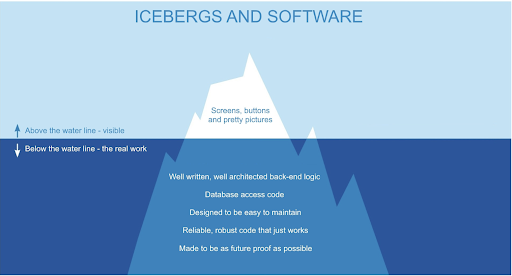 ICEBERGS AND SOFTWARE
Screens, buttons
and pretty pictures
Above the water line - visible
Below the water line - the real work
Well written, well architected back-end logic
Database access code
Designed to be easy to maintain
Reliable, robust code that just works
Made to be as future proof as possible